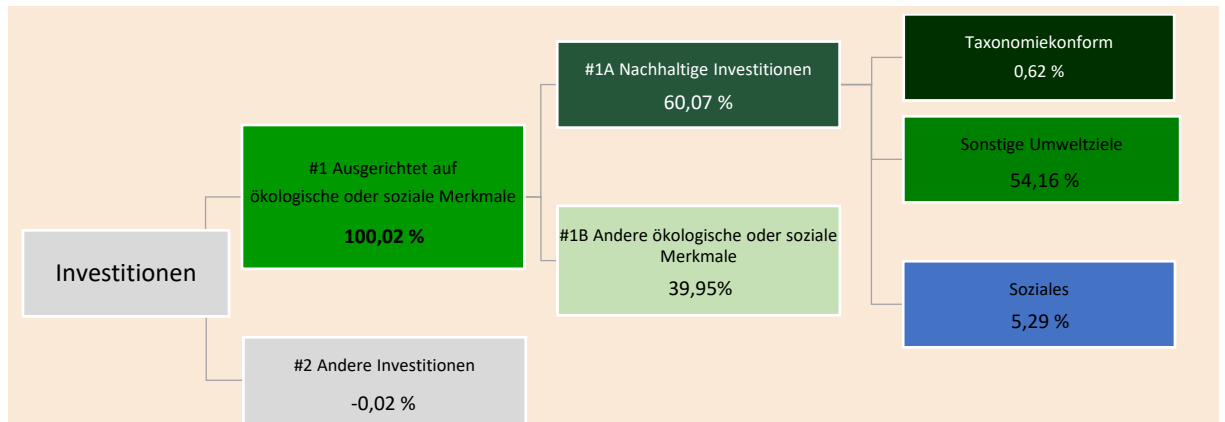 Investitionen
#1 Ausgerichtet auf
ökologische oder soziale Merkmale
100,02 %
#2 Andere Investitionen
-0,02 %
#1A Nachhaltige Investitionen
60,07 %
#1B Andere ökologische oder soziale
Merkmale
39,95%
Taxonomiekonform
0,62 %
Sonstige Umweltziele
54,16 %
Soziales
5,29 %